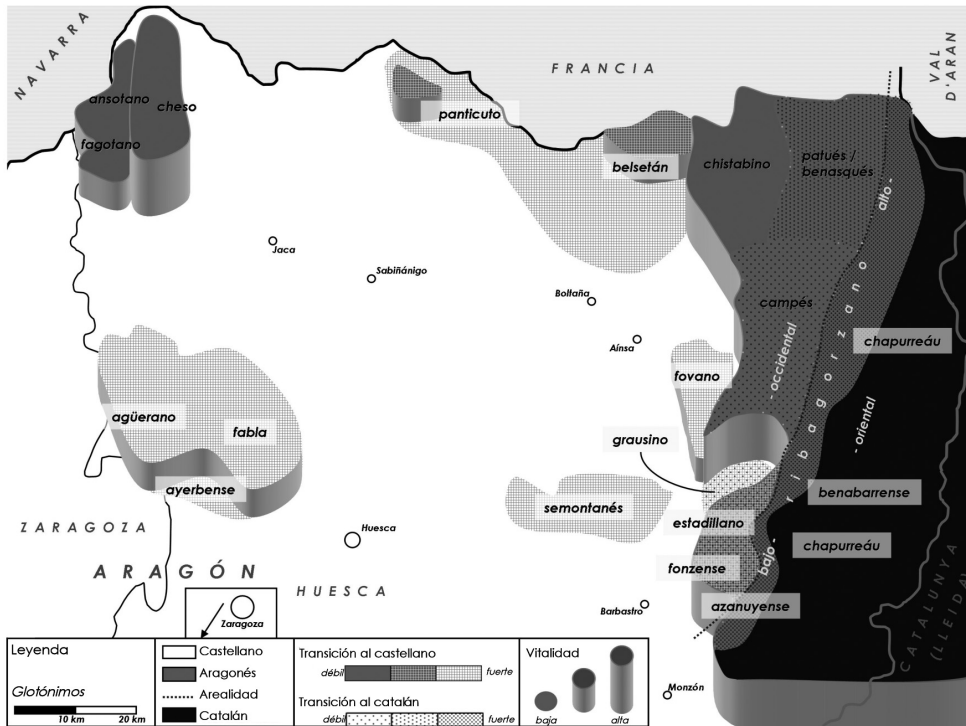 NAVARRA
FRANCIA
VAL
D'ARAN
ansotano
cheso
fagotano
panticuto
belsetán
chistabino
patués /
benasqués
- alto -
Jaca
Sabiñánigo
Boltaña
Aínsa
campés
- occidental
ribagorzano
chapurreáu
- oriental
fovano
agüerano
fabla
grausino
ayerbense
semontanés
estadillano
benabarrense
ZARAGOZA
Huesca
bajo -
chapurreáu
fonzense
ARAGÓN
HUESCA
azanuyense
Zaragoza
Barbastro
CATALUNYA
(LLEIDA)
Monzón
Leyenda
Glotónimos
10 km 20 km
Castellano
Aragonés
Arealidad
Catalán
Transición al castellano
débil fuerte
Transición al catalán
débil fuerte
Vitalidad
baja alta